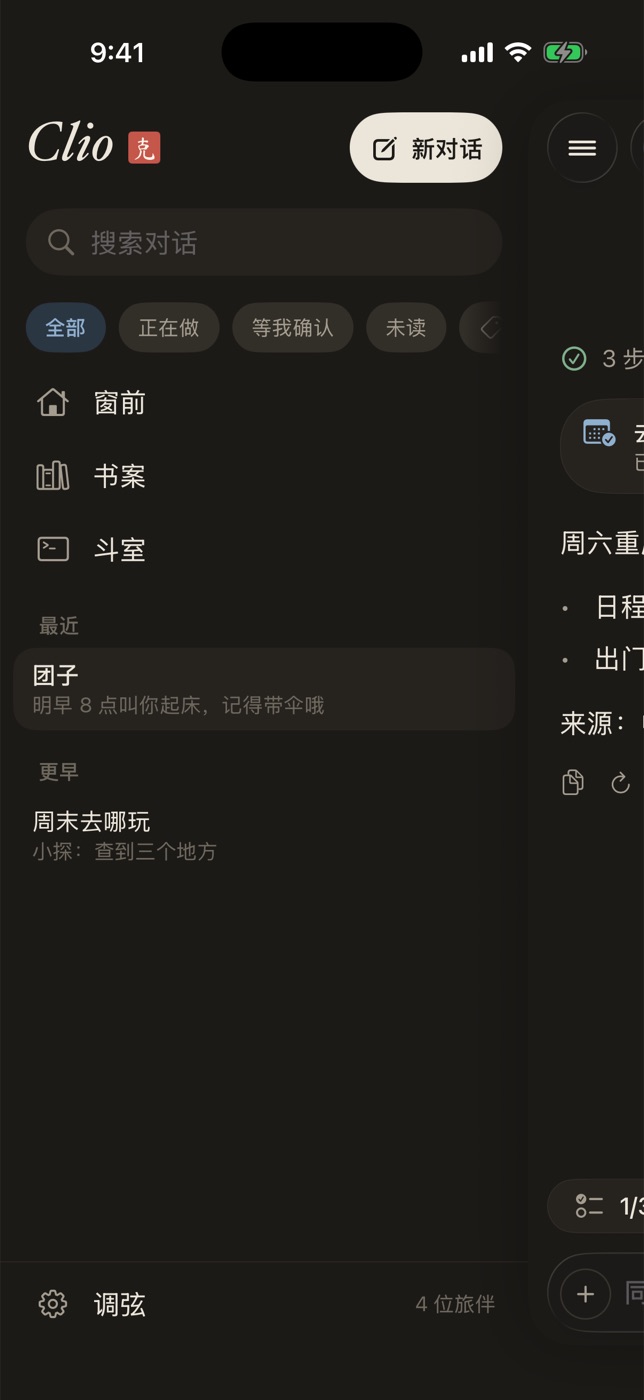 9:41
Clio 克
新对话
搜索对话
全部 正在做 等我确认 未读
窗前
书案
斗室
最近
团子
明早 8 点叫你起床，记得带伞哦
更早
周末去哪玩
小探：查到三个地方
调弦
4 位旅伴
3 步
周六重
日程
出门
来源：
1/3